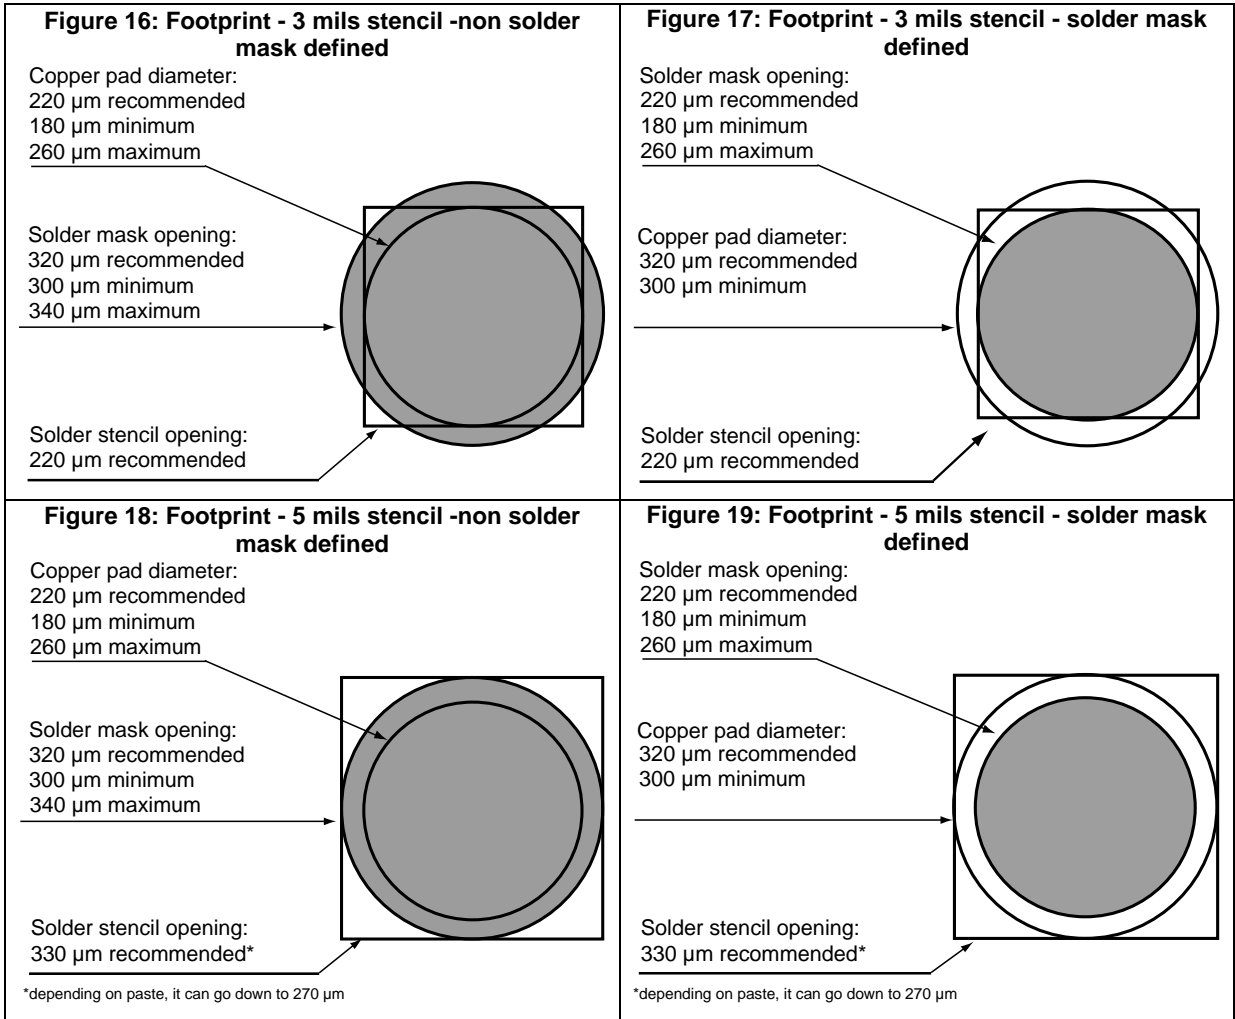 Figure 16: Footprint - 3 mils stencil -non solder
mask defined
Copper pad diameter:
220 µm recommended
180 µm minimum
260 µm maximum
Solder mask opening:
320 µm recommended
300 µm minimum
340 µm maximum
Solder stencil opening:
220 µm recommended
Figure 17: Footprint - 3 mils stencil - solder mask
defined
Solder mask opening:
220 µm recommended
180 µm minimum
260 µm maximum
Copper pad diameter:
320 µm recommended
300 µm minimum
Solder stencil opening:
220 µm recommended
Figure 18: Footprint - 5 mils stencil -non solder
mask defined
Copper pad diameter:
220 µm recommended
180 µm minimum
260 µm maximum
Solder mask opening:
320 µm recommended
300 µm minimum
340 µm maximum
Solder stencil opening:
330 µm recommended*
*depending on paste, it can go down to 270 µm
Figure 19: Footprint - 5 mils stencil - solder mask
defined
Solder mask opening:
220 µm recommended
180 µm minimum
260 µm maximum
Copper pad diameter:
320 µm recommended
300 µm minimum
Solder stencil opening:
330 µm recommended*
*depending on paste, it can go down to 270 µm